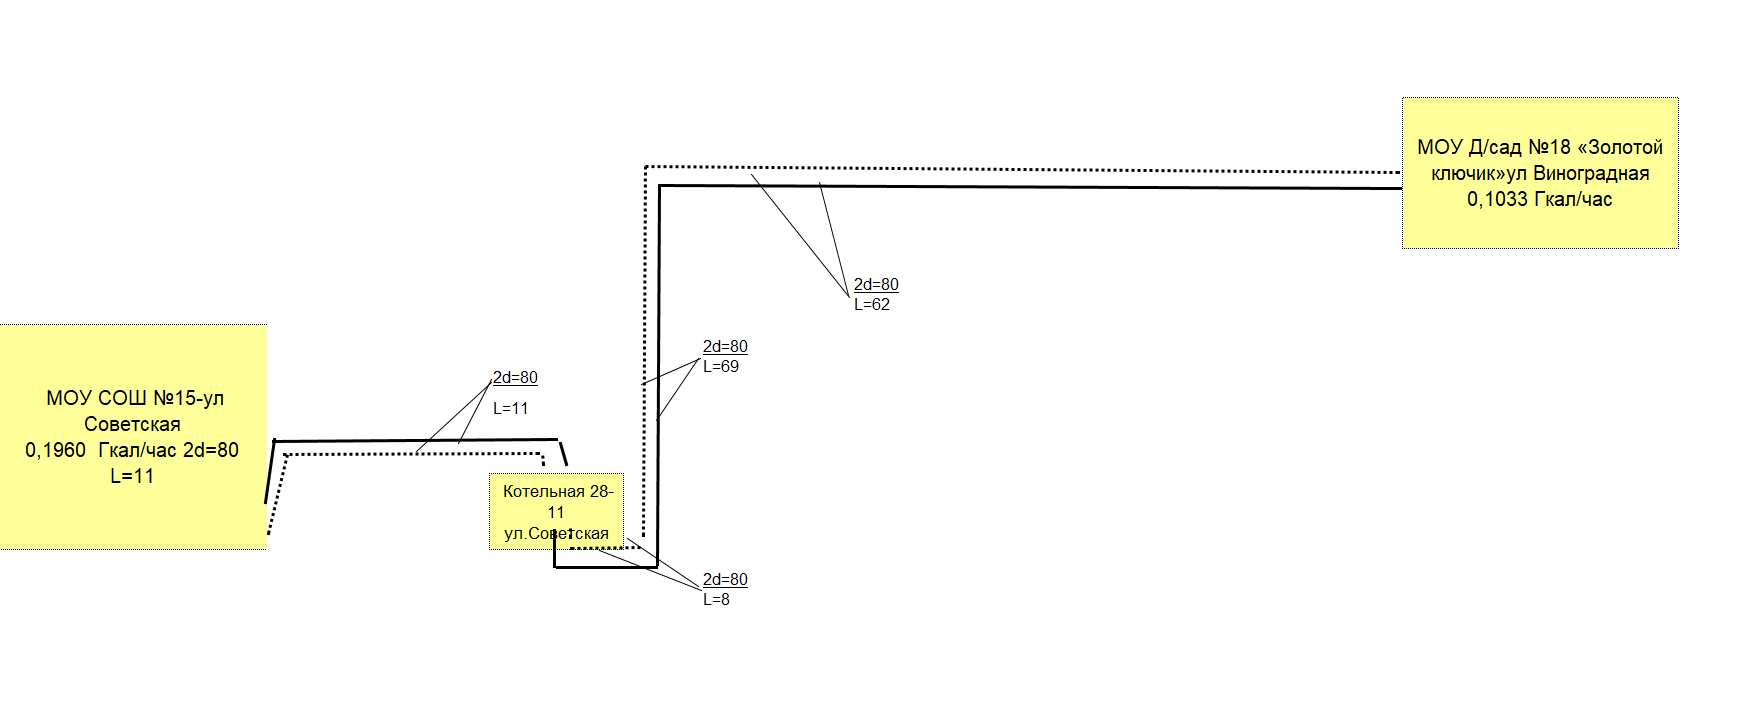 МОУ Д/сад №18 «Золотой
ключик»ул Виноградная
0,1033 Гкал/час
2d=80
L=62
2d=80
L=69
2d=80
L=11
МОУ СОШ №15-ул
Советская
0,1960  Гкал/час 2d=80
L=11
Котельная 28-
11
ул.Советская
2d=80
L=8